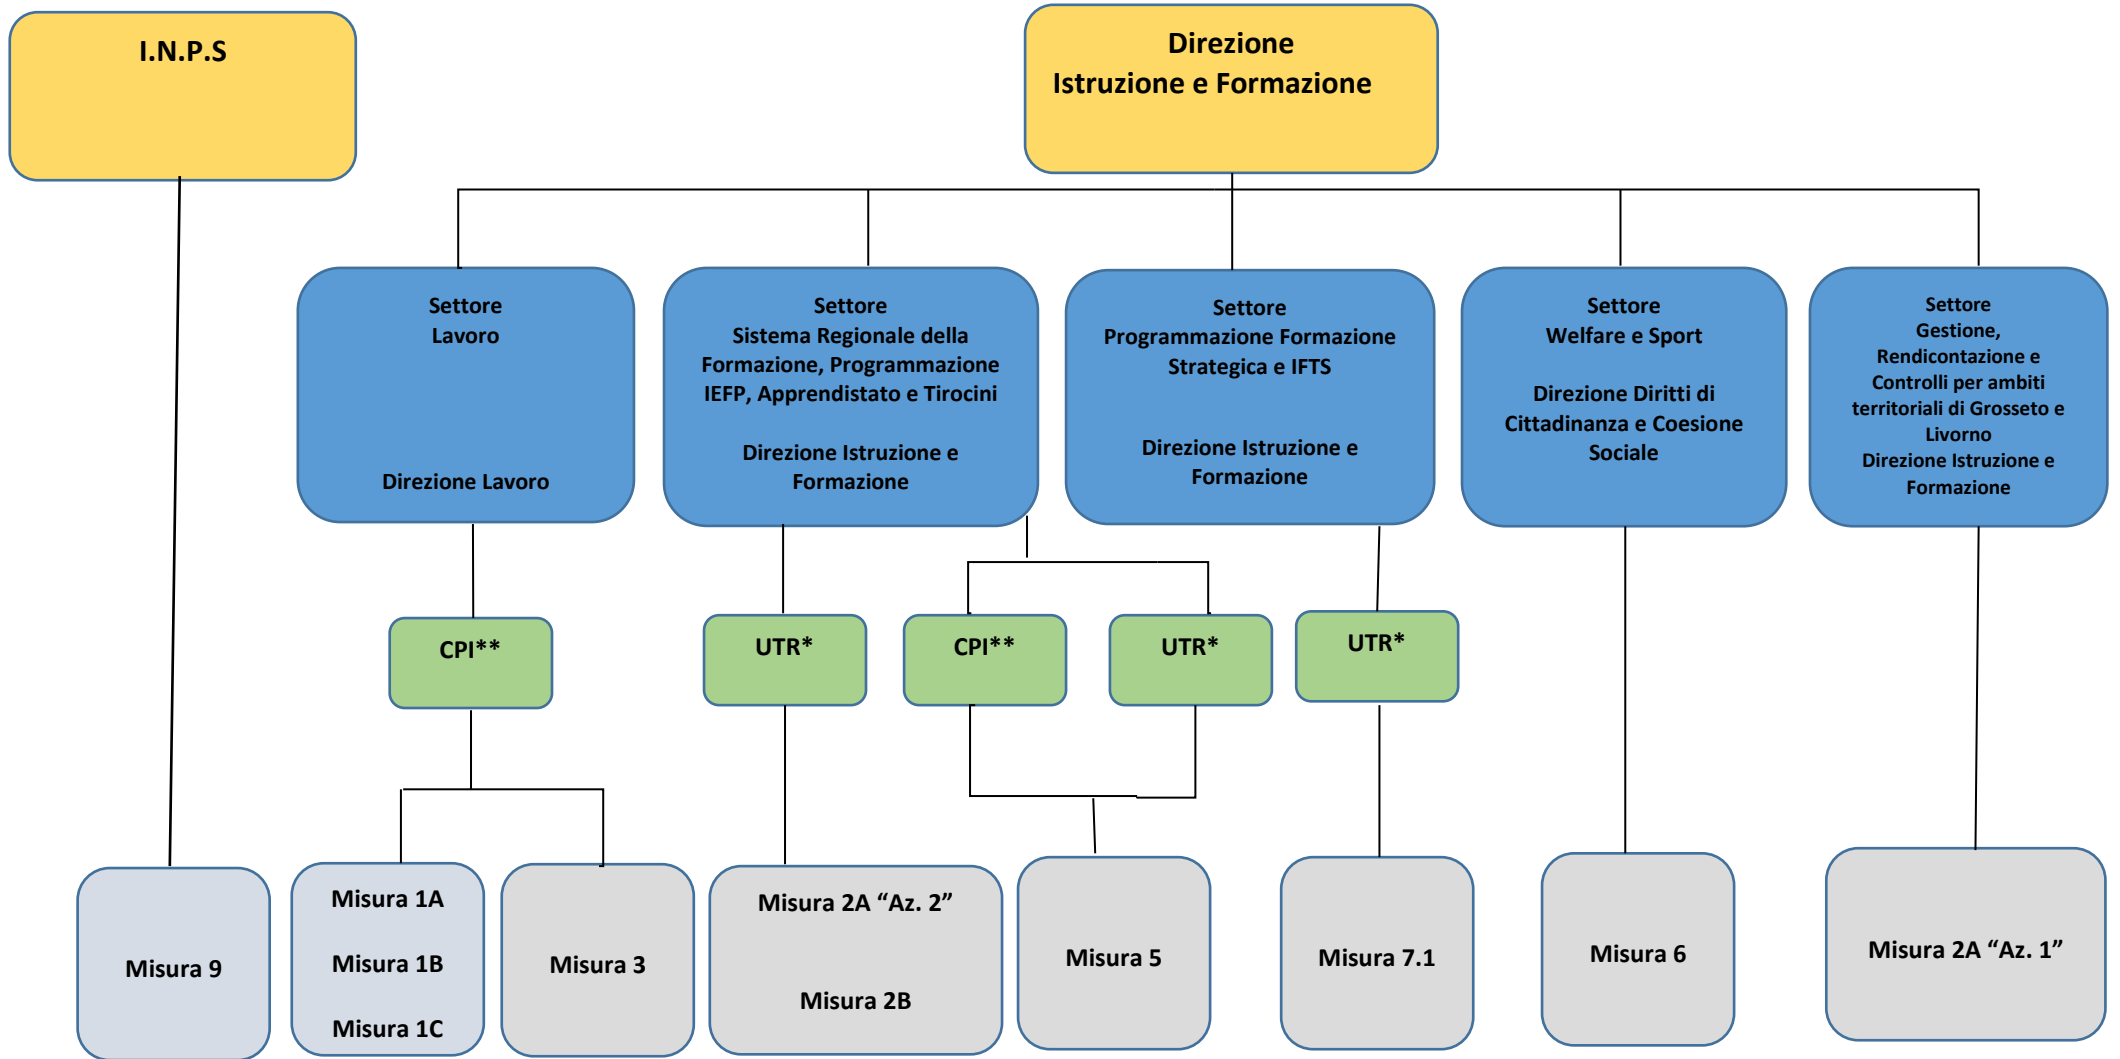 I.N.P.S
Direzione
Istruzione e Formazione
Settore
Lavoro
Direzione Lavoro
Settore
Sistema Regionale della
Formazione, Programmazione
IEFP, Apprendistato e Tirocini
Direzione Istruzione e
Formazione
Settore
Programmazione Formazione
Strategica e IFTS
Direzione Istruzione e
Formazione
Settore
Welfare e Sport
Direzione Diritti di
Cittadinanza e Coesione
Sociale
Settore
Gestione,
Rendicontazione e
Controlli per ambiti
territoriali di Grosseto e
Livorno
Direzione Istruzione e
Formazione
CPI**
UTR*
CPI**
UTR*
UTR*
Misura 9
Misura 1A
Misura 1B
Misura 1C
Misura 3
Misura 2A “Az. 2”
Misura 2B
Misura 5
Misura 7.1
Misura 6
Misura 2A “Az. 1”